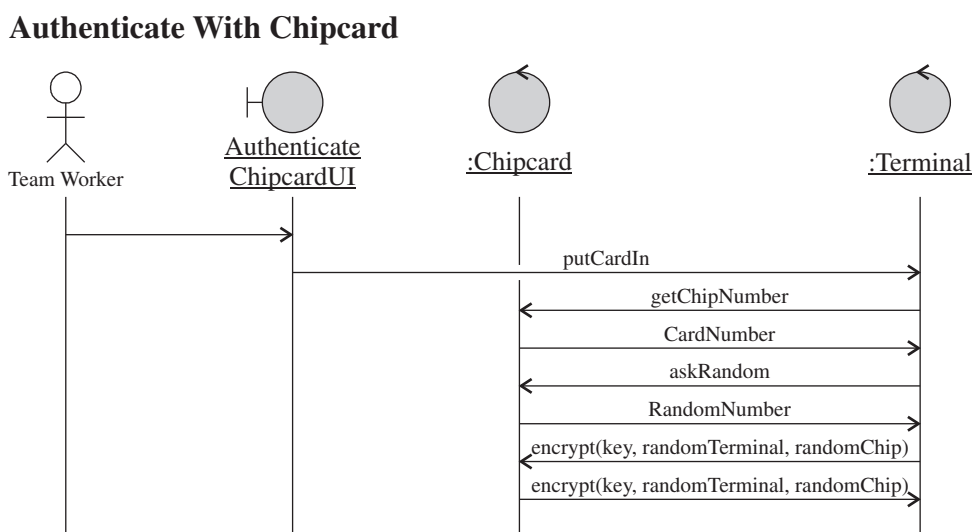 Authenticate With Chipcard
Team Worker
Authenticate
ChipcardUI
:Chipcard
:Terminal
putCardIn
getChipNumber
CardNumber
askRandom
RandomNumber
encrypt(key, randomTerminal, randomChip)
encrypt(key, randomTerminal, randomChip)